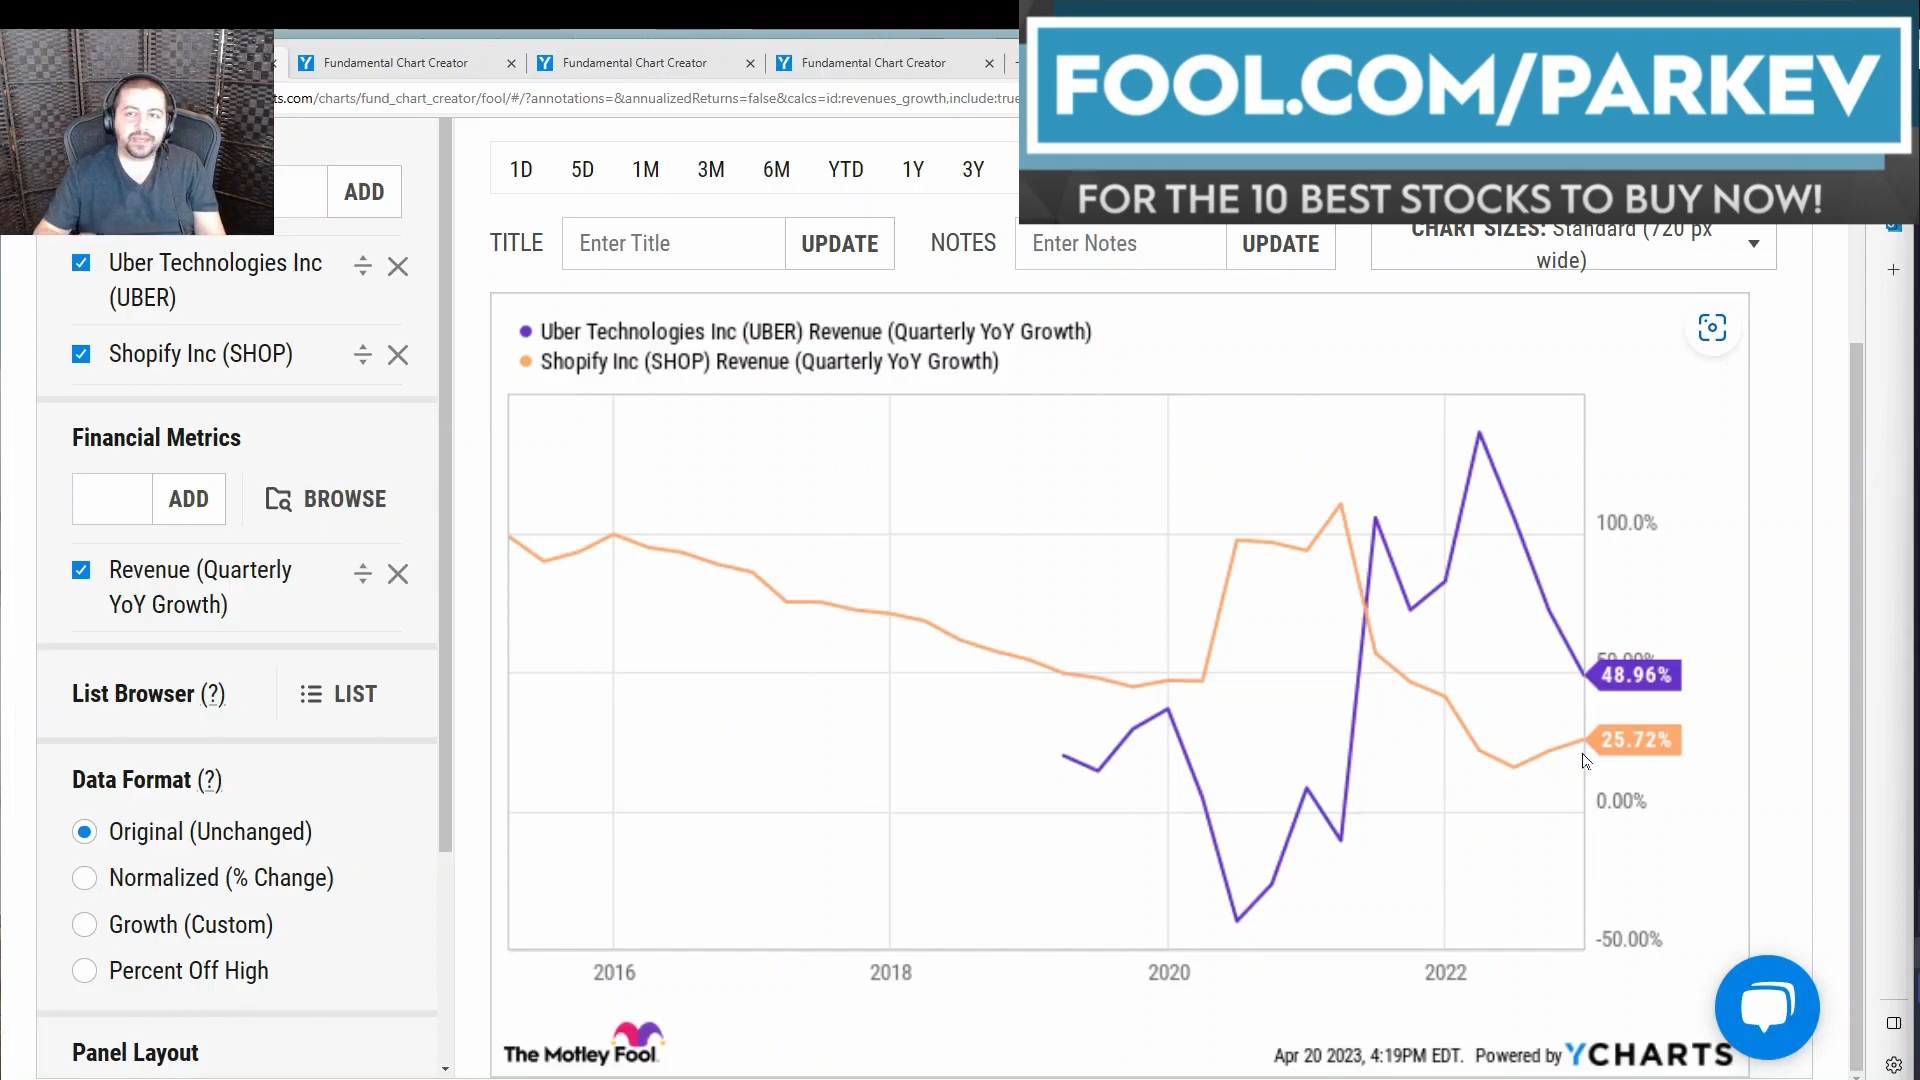 FOOL.COM/PARKEV
FOR THE 10 BEST STOCKS TO BUY NOW!
Fundamental Chart Creator
Fundamental Chart Creator
Fundamental Chart Creator
ts.com/charts/fund_chart_creator/fool/#/?annotations=&annualizedReturns=false&calcs=id:revenues_growth,include:true
ADD
1D 5D 1M 3M 6M YTD 1Y 3Y
TITLE Enter Title UPDATE NOTES Enter Notes UPDATE
CHART SIZES: Standard (720 px
wide)
Uber Technologies Inc
(UBER)
Shopify Inc (SHOP)
Financial Metrics
ADD BROWSE
Revenue (Quarterly
YoY Growth)
List Browser (?) LIST
Data Format (?)
Original (Unchanged)
Normalized (% Change)
Growth (Custom)
Percent Off High
Panel Layout
Uber Technologies Inc (UBER) Revenue (Quarterly YoY Growth)
Shopify Inc (SHOP) Revenue (Quarterly YoY Growth)
100.0%
50.00%
48.96%
25.72%
0.00%
-50.00%
2016 2018 2020 2022
The Motley Fool.
Apr 20 2023, 4:19PM EDT. Powered by YCHARTS